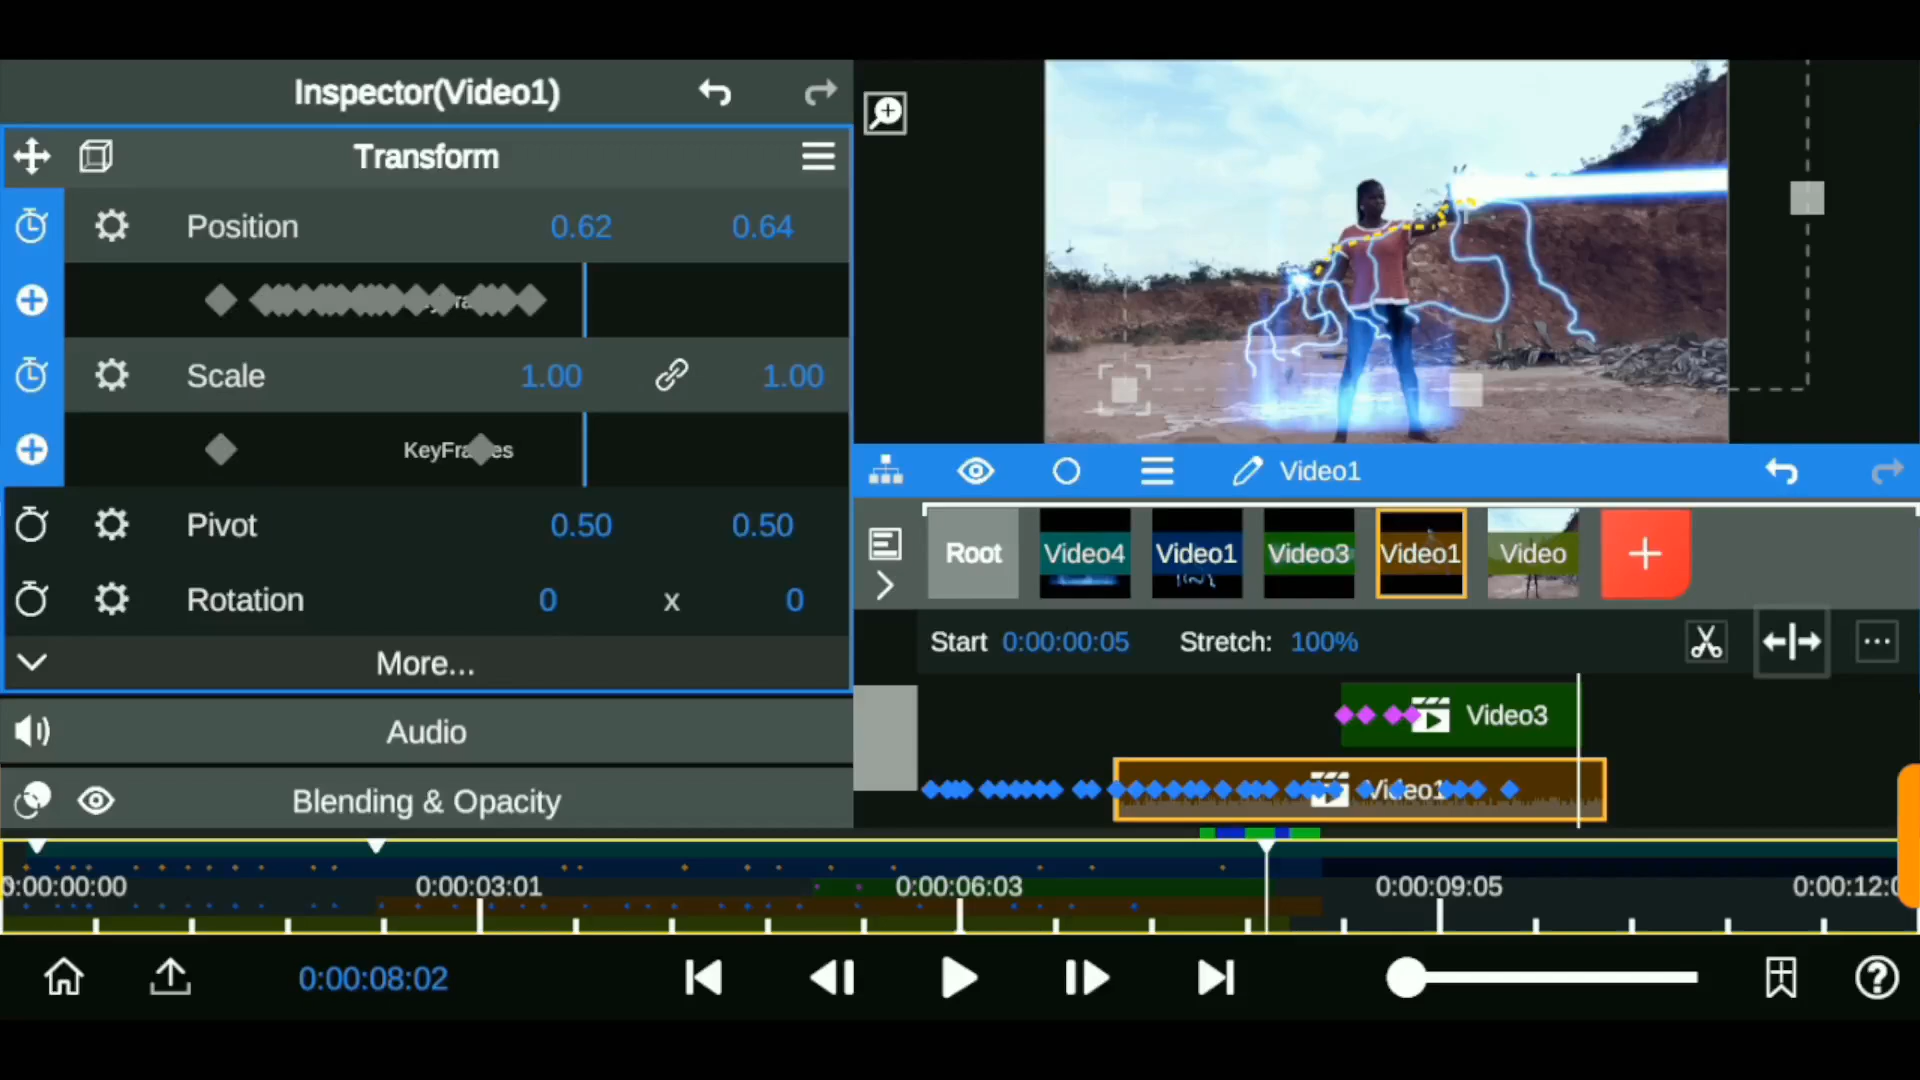 Inspector(Video1)
Transform
Position 0.62 0.64
Scale 1.00 1.00
KeyFrames
Pivot 0.50 0.50
Rotation 0 x 0
More...
Audio
Blending & Opacity
Video1
Root Video4 Video1 Video3 Video1 Video
Start 0:00:00:05 Stretch: 100%
Video3
Video1
0:00:00:00 0:00:03:01 0:00:06:03 0:00:09:05
0:00:08:02